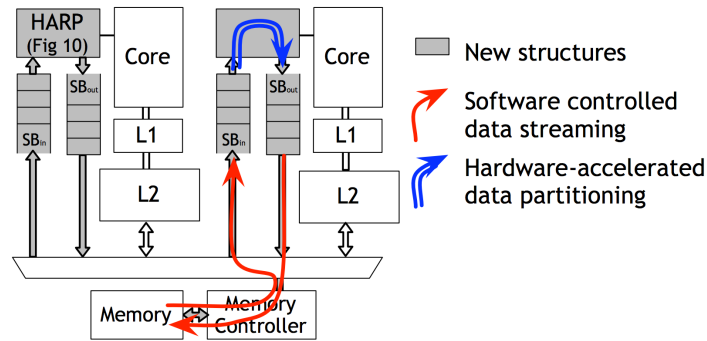 HARP
(Fig 10)
Core
SBout
SBin
L1
L2
Core
SBout
SBin
L1
L2
Memory
Memory
Controller
New structures
Software controlled
data streaming
Hardware-accelerated
data partitioning